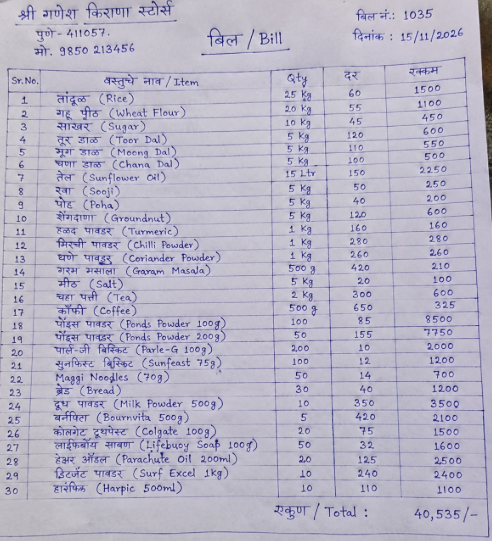 श्री गणेश किराणा स्टोर्स
पुणे - 411057.
मो. 9850 213456
बिल / Bill
बिल नं.: 1035
दिनांक : 15/11/2026
Sr.No. वस्तुचे नाव / Item Qty दर रक्कम
1 तांदूळ (Rice) 25 Kg 60 1500
2 गहू पीठ (Wheat Flour) 20 Kg 55 1100
3 साखर (Sugar) 10 Kg 45 450
4 तूर डाळ (Toor Dal) 5 Kg 120 600
5 मूग डाळ (Moong Dal) 5 Kg 110 550
6 चणा डाळ (Chana Dal) 5 Kg 100 500
7 तेल (Sunflower Oil) 15 Ltr 150 2250
8 रवा (Sooji) 5 Kg 50 250
9 पोहे (Poha) 5 Kg 40 200
10 शेंगदाणा (Groundnut) 5 Kg 120 600
11 हळद पावडर (Turmeric) 1 Kg 160 160
12 मिरची पावडर (Chilli Powder) 1 Kg 280 280
13 धणे पावडर (Coriander Powder) 1 Kg 260 260
14 गरम मसाला (Garam Masala) 500 g 420 210
15 मीठ (Salt) 5 Kg 20 100
16 चहा पत्ती (Tea) 2 Kg 300 600
17 कॉफी (Coffee) 500 g 650 325
18 पोंड्स पावडर (Ponds Powder 100g) 100 85 8500
19 पोंड्स पावडर (Ponds Powder 200g) 50 155 7750
20 पार्ले-जी बिस्किट (Parle-G 100g) 200 10 2000
21 सनफिस्ट बिस्किट (Sunfeast 75g) 100 12 1200
22 Maggi Noodles (70g) 50 14 700
23 ब्रेड (Bread) 30 40 1200
24 दूध पावडर (Milk Powder 500g) 10 350 3500
25 बर्नविटा (Bournvita 500g) 5 420 2100
26 कोलगेट टूथपेस्ट (Colgate 100g) 20 75 1500
27 लाईफबॉय साबण (Lifebuoy Soap 100g) 50 32 1600
28 हेअर ऑइल (Parachute Oil 200ml) 20 125 2500
29 डिटर्जंट पावडर (Surf Excel 1kg) 10 240 2400
30 हारपिक (Harpic 500ml) 10 110 1100
एकुण / Total : 40,535/-